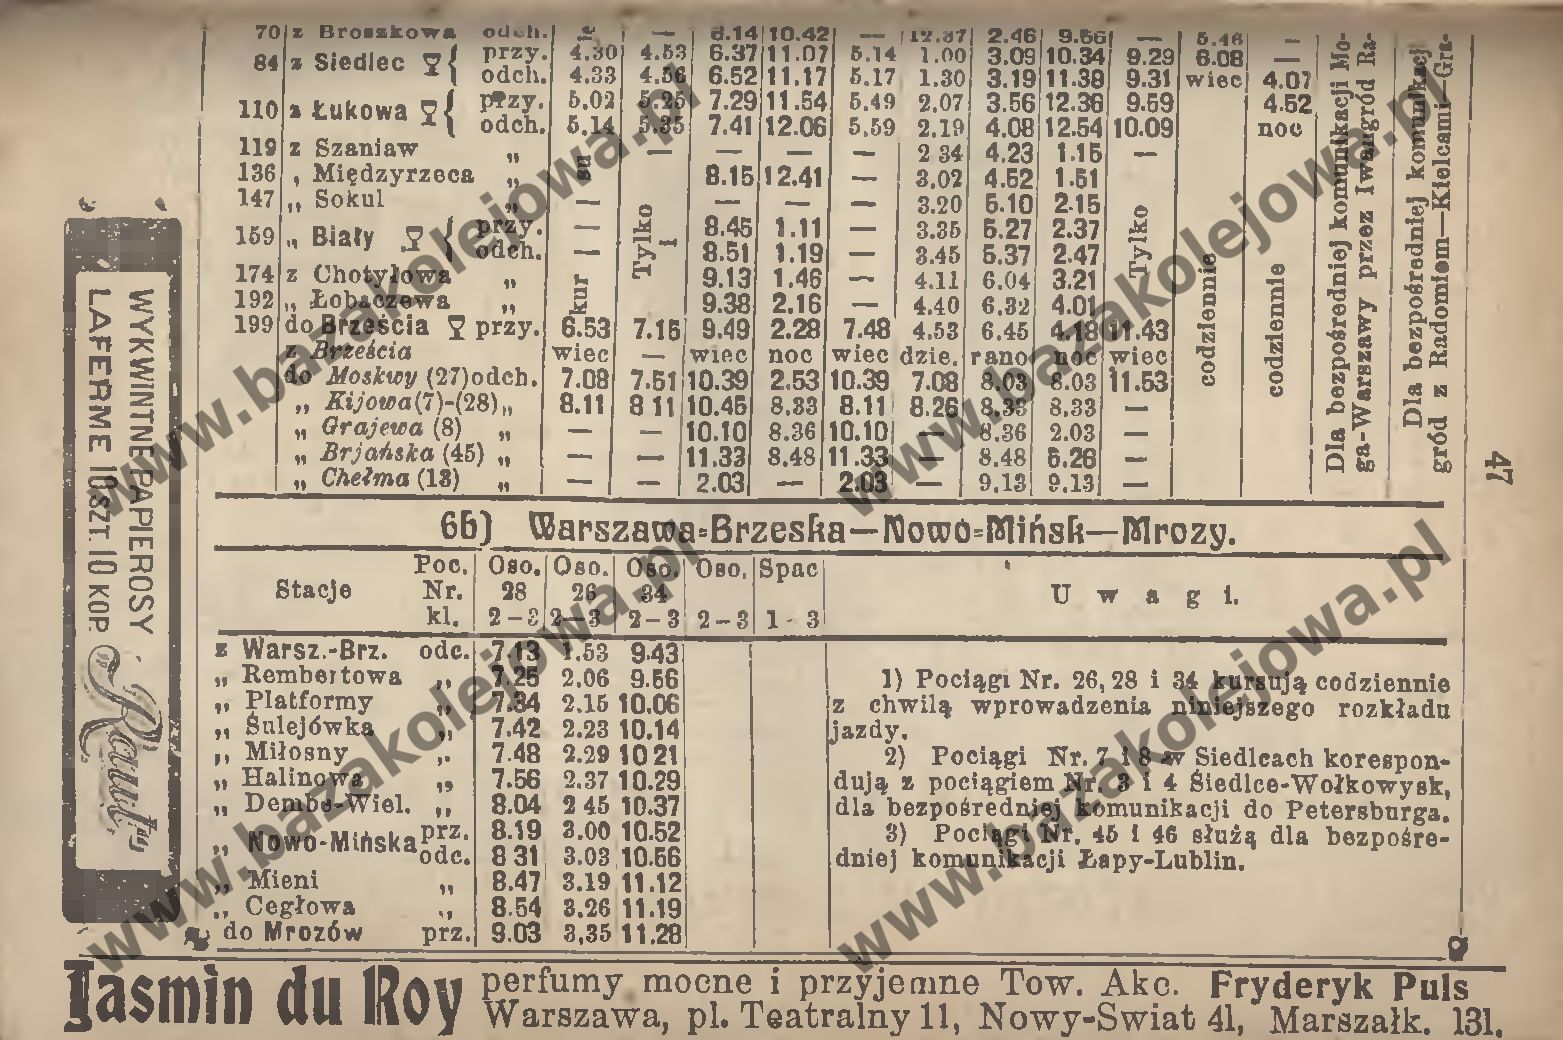 70 z Broszkowa odch. — 8.14 10.42 — 12.37 2.46 9.56 — 5.46 —
84 z Siedlec przy. 4.30 4.53 6.37 11.07 5.14 1.00 3.09 10.34 9.29 6.08 —
odch. 4.33 4.56 6.52 11.17 5.17 1.30 3.19 11.39 9.31 wiec 4.07
110 z Łukowa przy. 5.02 5.25 7.29 11.54 5.49 2.07 3.56 12.36 9.59 4.52
odch. 5.14 5.35 7.41 12.06 5.59 2.19 4.08 12.54 10.09 noc
119 z Szaniaw „ — — — — 2 34 4.23 1.15 —
136 , Międzyrzeca „ 8.15 12.41 — 3.02 4.52 1.51
147 „ Sokul „ — — — — 3.20 5.10 2.15
159 „ Biały przy. — 8.45 1.11 — 3.35 5.27 2.37
odch. — 8.51 1.19 — 3.45 5.37 2.47
174 z Chotyłowa „ 9.13 1.46 — 4.11 6.04 3.21
192 „ Łobaczewa „ 9.38 2.16 — 4.40 6.32 4.01
199 do Brześcia przy. 6.53 7.15 9.49 2.28 7.48 4.53 6.45 4.18 11.43
z Brześcia wiec — wiec noc wiec dzie. rano noc wiec
do Moskwy (27) odch. 7.08 7.51 10.39 2.53 10.39 7.08 8.03 8.03 11.53
„ Kijowa (7)-(28) „ 8.11 8 11 10.45 8.33 8.11 8.26 8.33 8.33 —
„ Grajewa (8) „ — — 10.10 8.36 10.10 — 8.36 2.03 —
„ Brjańska (45) „ — — 11.33 8.48 11.33 — 8.48 5.26 —
„ Chełma (13) „ — — 2.03 — 2.03 — 9.13 9.13 —
kur
Tylko
1
Tylko
codziennie
codziennie
Dla bezpośredniej komunikacji Mo-
ga-Warszawy przez Iwangród Ra-
Dla bezpośredniej komunikacj
gród z Radomiem—Kielcami—Gra-
47
6b) Warszawa-Brzeska—Nowo-Mińsk—Mrozy.
Stacje Poc. Nr. kl.
Oso. Oso. Oso. Oso. Spac
28 26 34
2–3 2–3 2–3 2–3 1 - 3
U w a g i.
z Warsz.-Brz. odc. 7.13 1.53 9.43
„ Rembertowa „ 7.25 2.06 9.56
„ Platformy „ 7.34 2.15 10.06
„ Sulejówka „ 7.42 2.23 10.14
„ Miłosny „ 7.48 2.29 10 21
„ Halinowa „ 7.56 2.37 10.29
„ Dembe-Wiel. „ 8.04 2 45 10.37
„ Nowo-Mińska prz. 8.19 3.00 10.52
odc. 8 31 3.03 10.56
„ Mieni „ 8.47 3.19 11.12
„ Cegłowa „ 8.54 3.26 11.19
do Mrozów prz. 9.03 3,35 11.28
1) Pociągi Nr. 26, 28 i 34 kursują codziennie
z chwilą wprowadzenia niniejszego rozkładu
jazdy.
2) Pociągi Nr. 7 i 8 w Siedlcach korespon-
dują z pociągiem Nr. 3 i 4 Siedlce-Wołkowysk,
dla bezpośredniej komunikacji do Petersburga.
3) Pociągi Nr. 45 i 46 służą dla bezpośre-
dniej komunikacji Łapy-Lublin.
WYKWINTNE PAPIEROSY
LAFERME 10 SZT. 10 KOP.
Jasmin du Roy
perfumy mocne i przyjemne Tow. Akc. Fryderyk Puls
Warszawa, pl. Teatralny 11, Nowy-Swiat 41, Marszałk. 131.
www.bazakolejowa.pl
www.bazakolejowa.pl
www.bazakolejowa.pl
www.bazakolejowa.pl